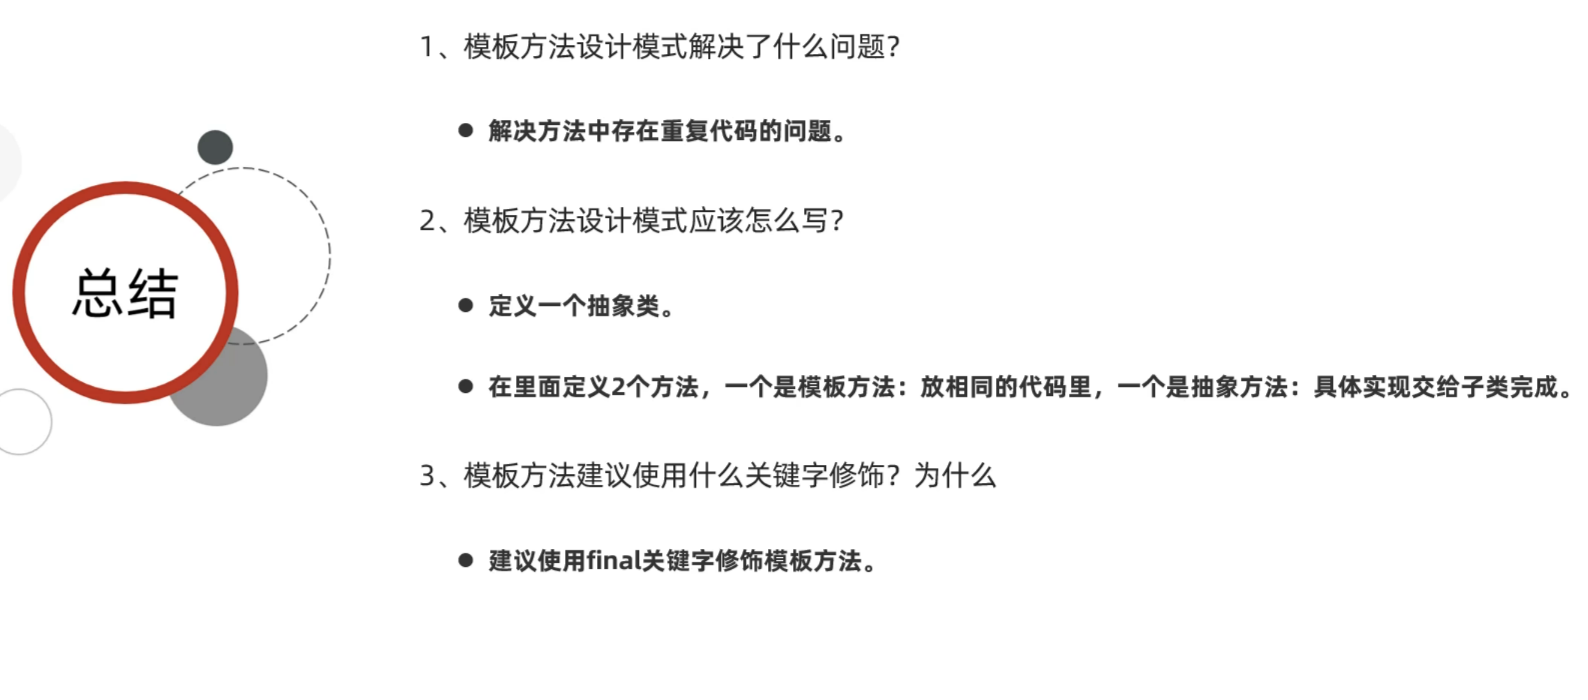 总结
1、模板方法设计模式解决了什么问题？
● 解决方法中存在重复代码的问题。
2、模板方法设计模式应该怎么写？
● 定义一个抽象类。
● 在里面定义2个方法，一个是模板方法：放相同的代码里，一个是抽象方法：具体实现交给子类完成。
3、模板方法建议使用什么关键字修饰？为什么
● 建议使用final关键字修饰模板方法。